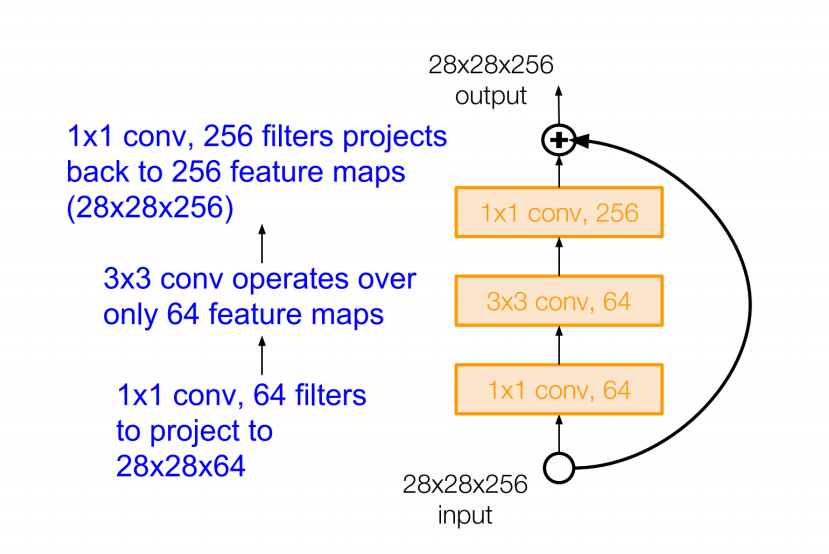 28x28x256
output
1x1 conv, 256 filters projects
back to 256 feature maps
(28x28x256)
1x1 conv, 256
3x3 conv operates over
only 64 feature maps
3x3 conv, 64
1x1 conv, 64 filters
to project to
28x28x64
1x1 conv, 64
28x28x256
input